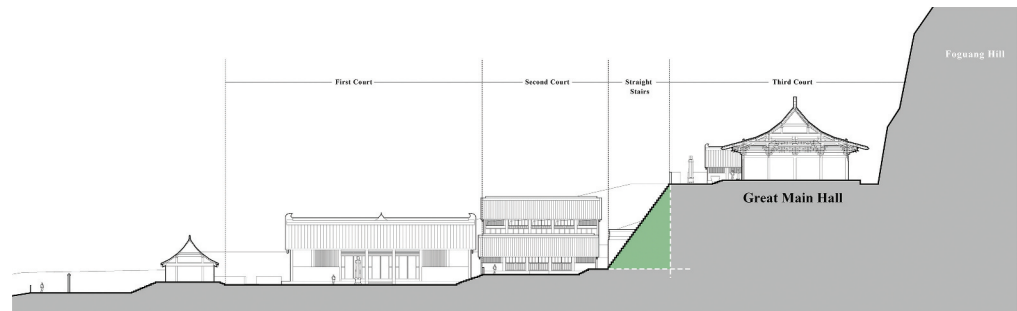 Foguang Hill
First Court
Second Court
Straight
Stairs
Third Court
Great Main Hall